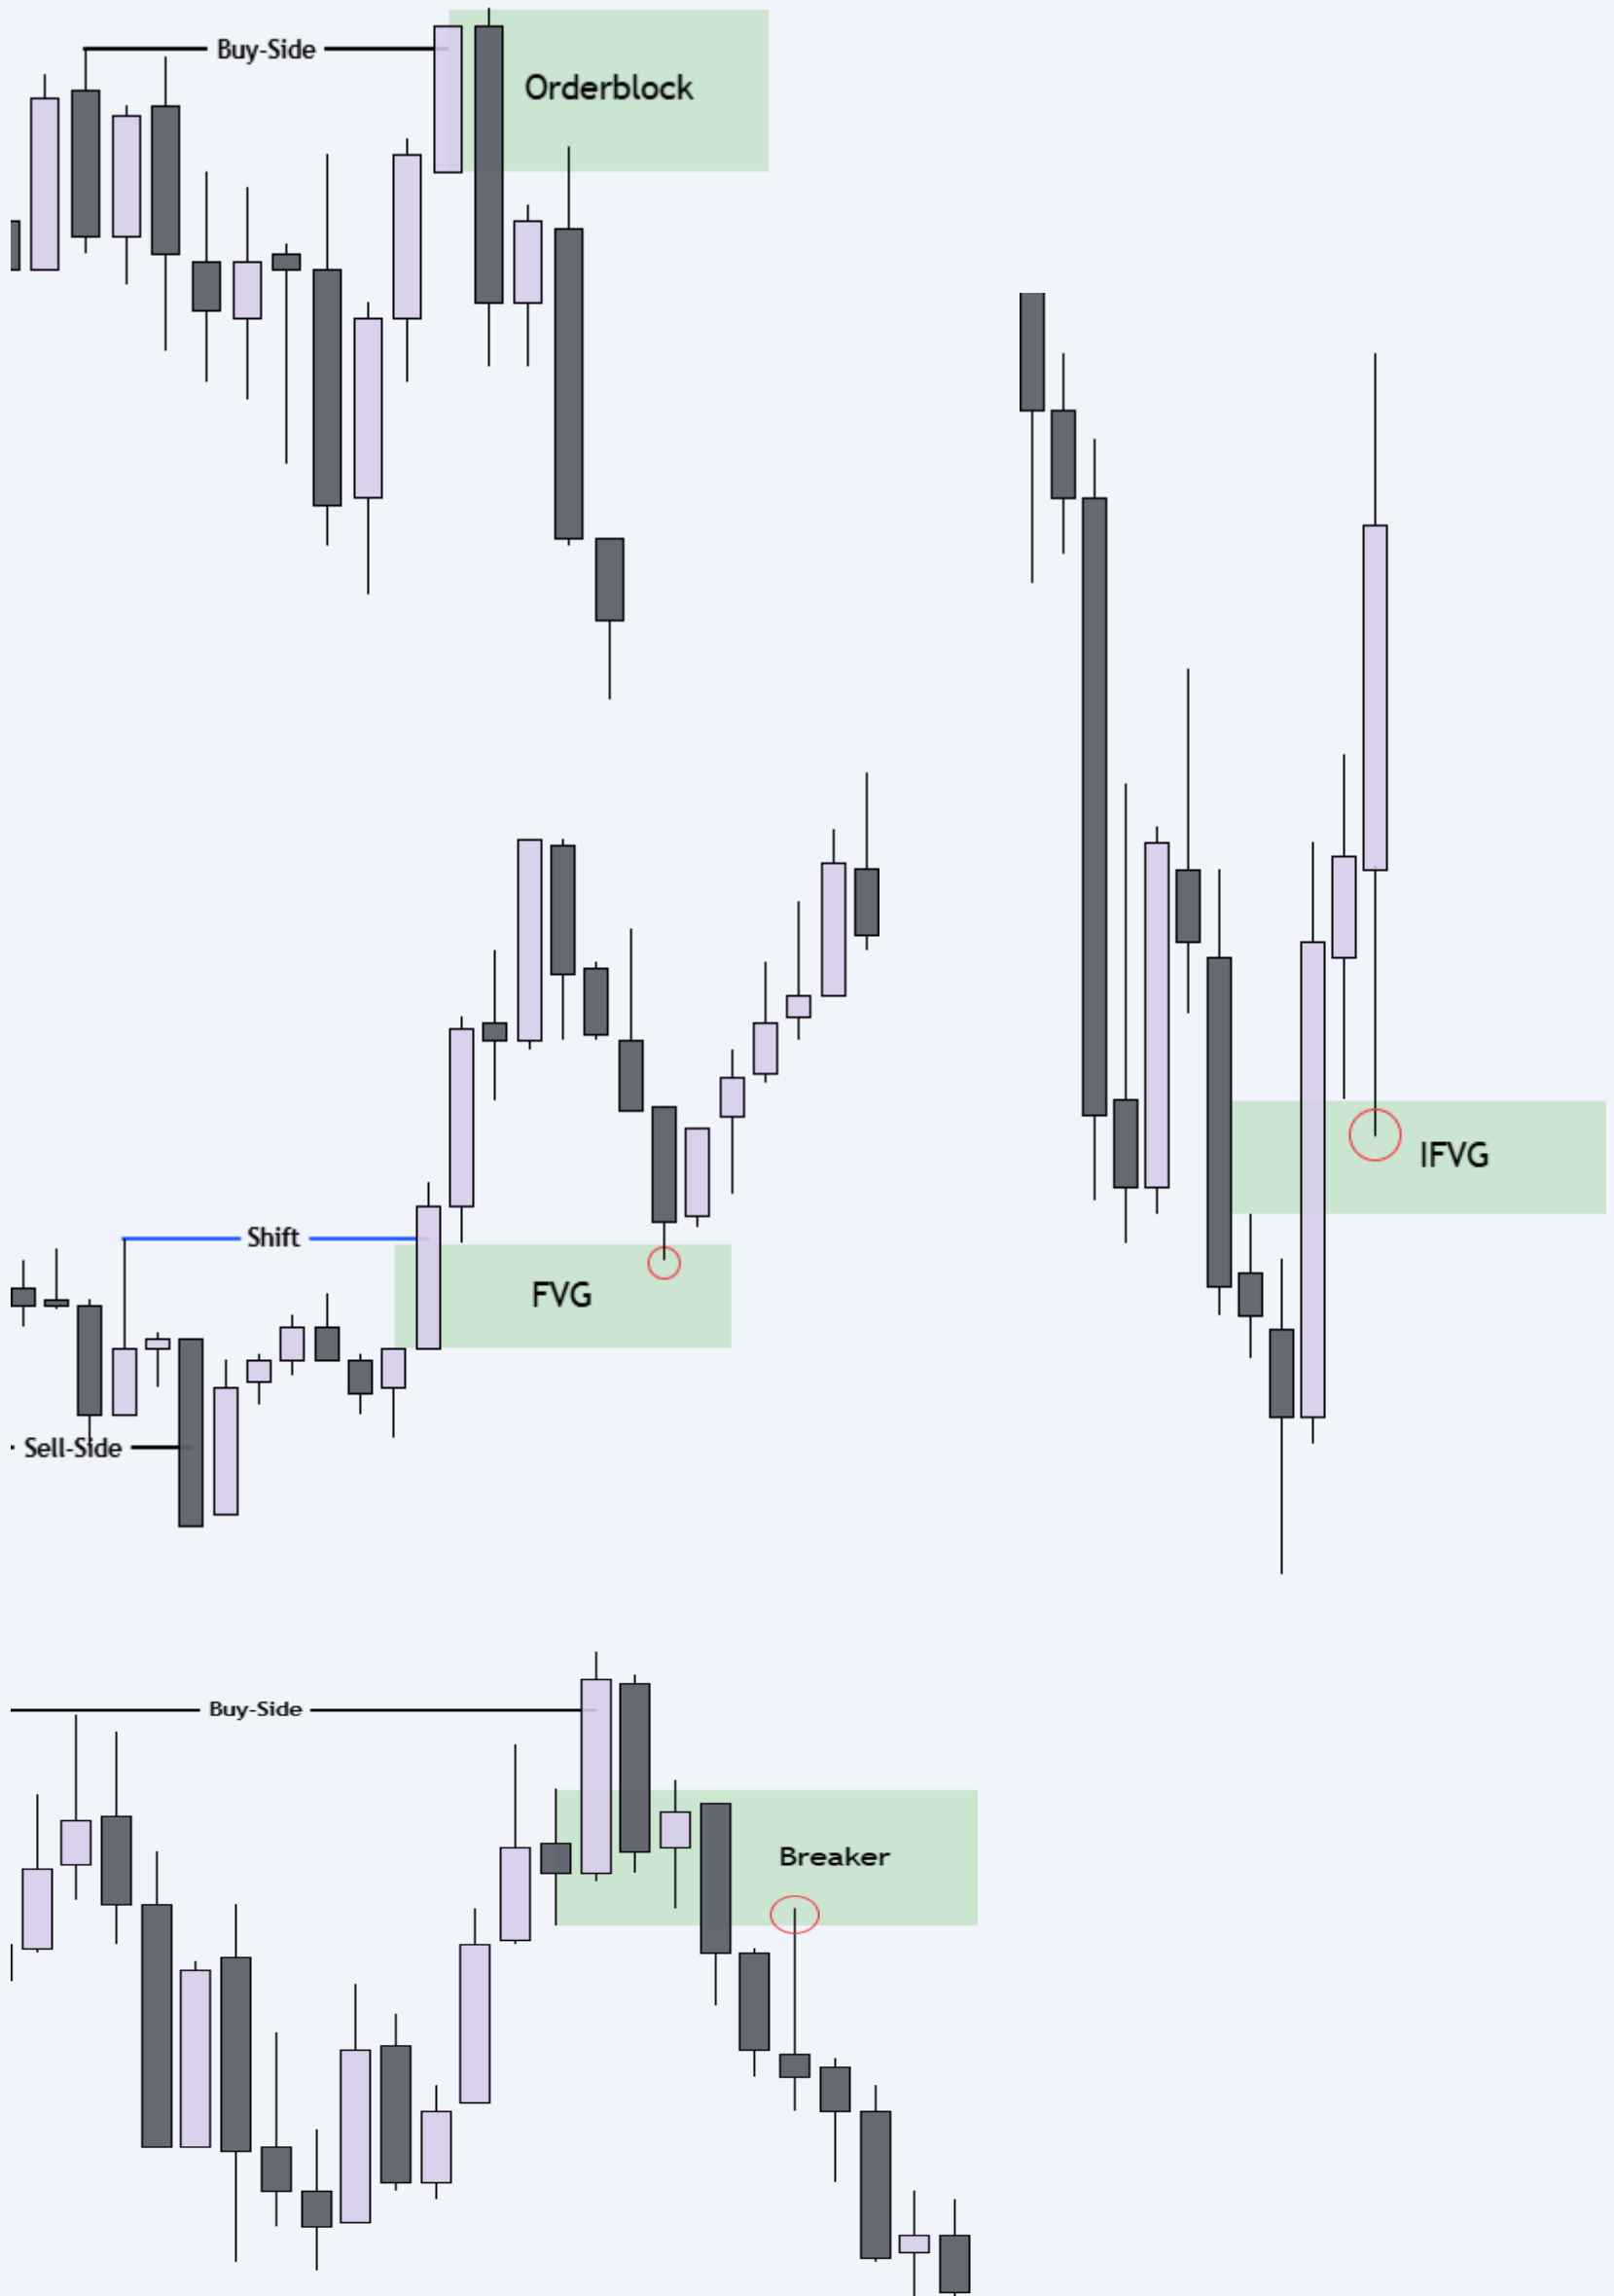 Buy-Side
Orderblock
Shift
FVG
Sell-Side
IFVG
Buy-Side
Breaker